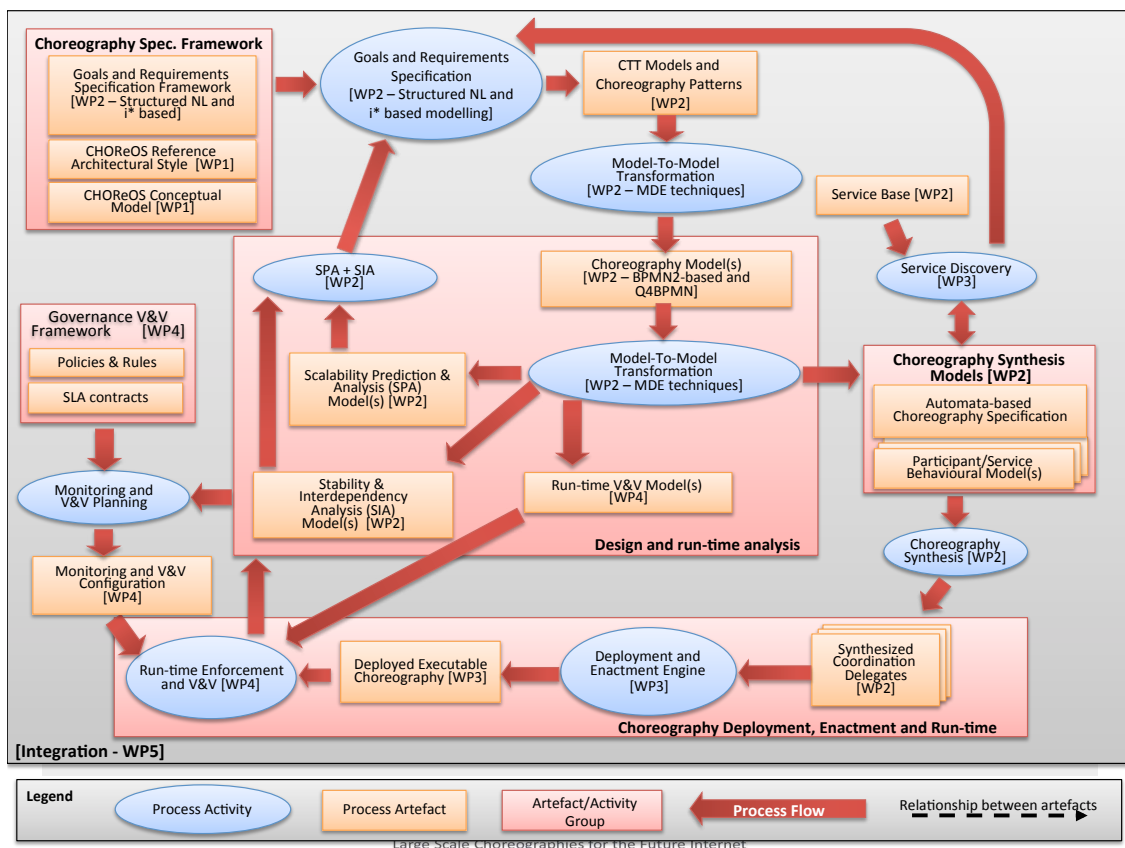 Choreography Spec. Framework
Goals and Requirements
Specification Framework
[WP2 – Structured NL and
i* based]
CHOReOS Reference
Architectural Style [WP1]
CHOReOS Conceptual
Model [WP1]
Goals and Requirements
Specification
[WP2 – Structured NL and
i* based modelling]
CTT Models and
Choreography Patterns
[WP2]
Model-To-Model
Transformation
[WP2 – MDE techniques]
Service Base [WP2]
SPA + SIA
[WP2]
Choreography Model(s)
[WP2 – BPMN2-based and
Q4BPMN]
Service Discovery
[WP3]
Governance V&V
Framework [WP4]
Policies & Rules
SLA contracts
Scalability Prediction &
Analysis (SPA)
Model(s) [WP2]
Model-To-Model
Transformation
[WP2 – MDE techniques]
Choreography Synthesis
Models [WP2]
Automata-based
Choreography Specification
Participant/Service
Behavioural Model(s)
Monitoring and
V&V Planning
Stability &
Interdependency
Analysis (SIA)
Model(s) [WP2]
Run-time V&V Model(s)
[WP4]
Design and run-time analysis
Choreography
Synthesis [WP2]
Monitoring and V&V
Configuration
[WP4]
Run-time Enforcement
and V&V [WP4]
Deployed Executable
Choreography [WP3]
Deployment and
Enactment Engine
[WP3]
Synthesized
Coordination
Delegates
[WP2]
Choreography Deployment, Enactment and Run-time
[Integration - WP5]
Legend
Process Activity
Process Artefact
Artefact/Activity
Group
Process Flow
Relationship between artefacts
Large Scale Choreographies for the Future Internet